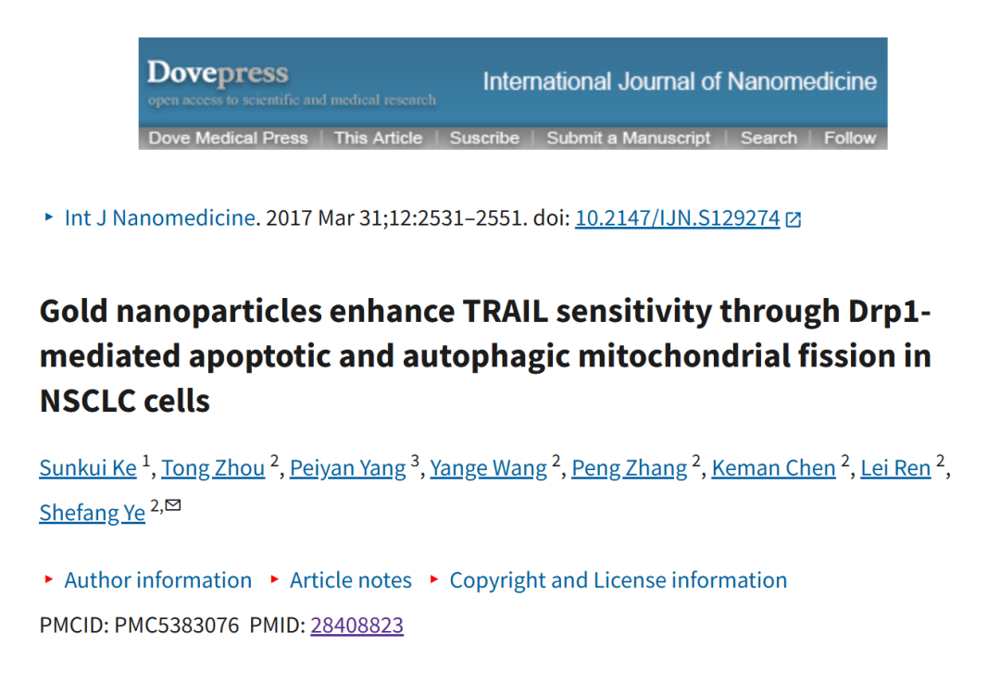 Dovepress
open access to scientific and medical research
International Journal of Nanomedicine
Dove Medical Press | This Article | Suscribe | Submit a Manuscript | Search | Follow
Int J Nanomedicine. 2017 Mar 31;12:2531–2551. doi: 10.2147/IJN.S129274
Gold nanoparticles enhance TRAIL sensitivity through Drp1-
mediated apoptotic and autophagic mitochondrial fission in
NSCLC cells
Sunkui Ke 1, Tong Zhou 2, Peiyan Yang 3, Yange Wang 2, Peng Zhang 2, Keman Chen 2, Lei Ren 2,
Shefang Ye 2,✉
Author information Article notes Copyright and License information
PMCID: PMC5383076 PMID: 28408823